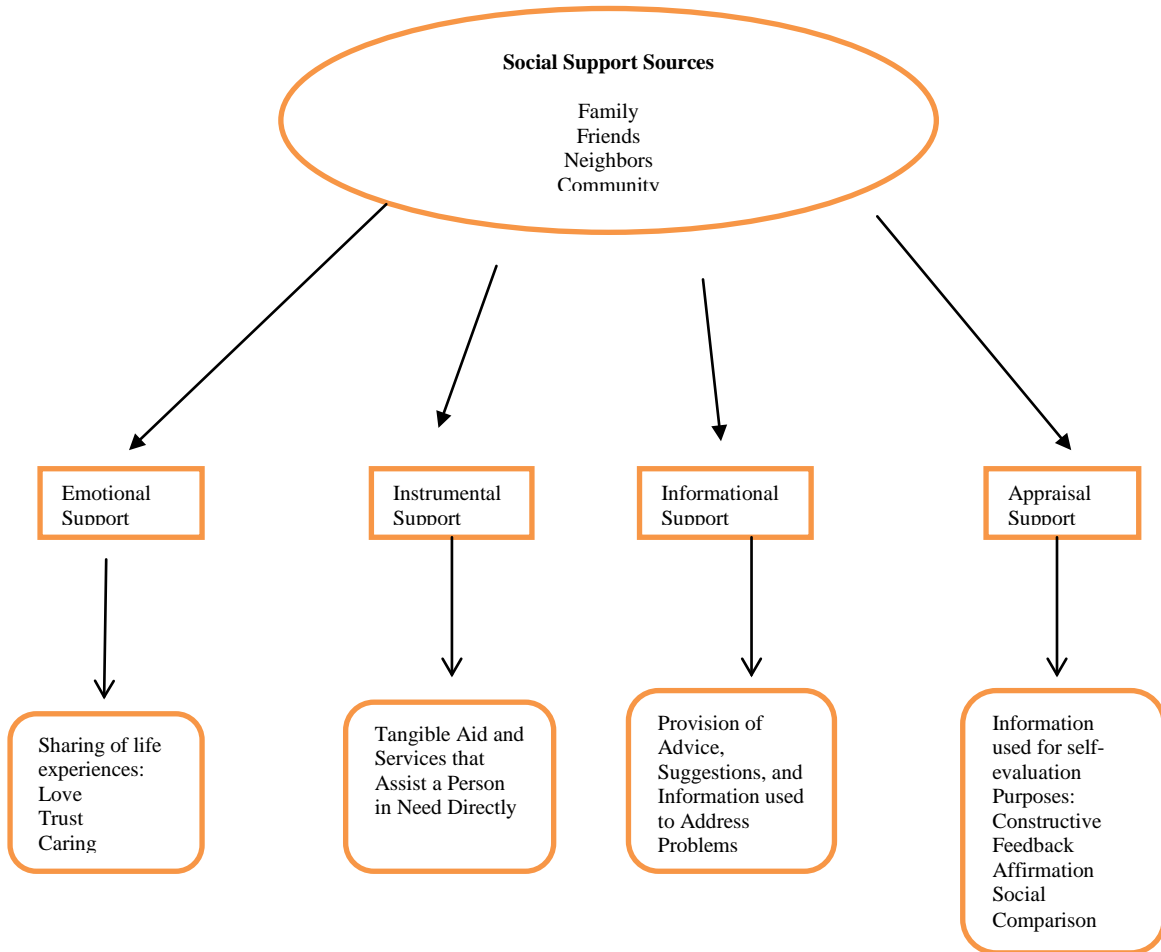 Social Support Sources
Family
Friends
Neighbors
Community
Emotional
Support
Instrumental
Support
Informational
Support
Appraisal
Support
Sharing of life
experiences:
Love
Trust
Caring
Tangible Aid and
Services that
Assist a Person
in Need Directly
Provision of
Advice,
Suggestions, and
Information used
to Address
Problems
Information
used for self-
evaluation
Purposes:
Constructive
Feedback
Affirmation
Social
Comparison